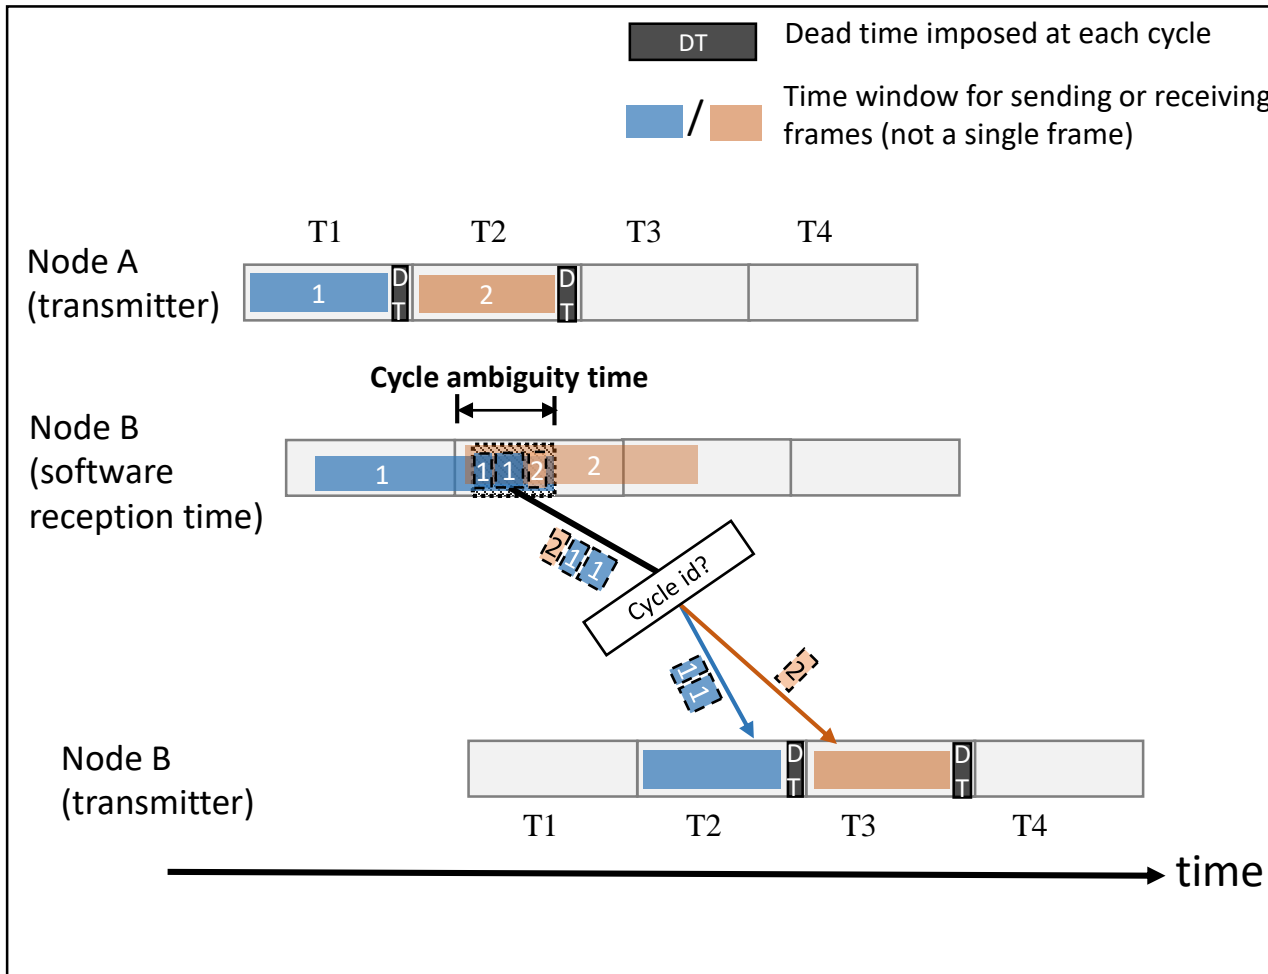 DT Dead time imposed at each cycle
/ Time window for sending or receiving
frames (not a single frame)
T1 T2 T3 T4
Node A
(transmitter)
1 D T 2 D T
Cycle ambiguity time
Node B
(software
reception time)
1 1 1 2 2
2 1 1
Cycle id?
1 1 2
Node B
(transmitter)
D T D T
T1 T2 T3 T4
time